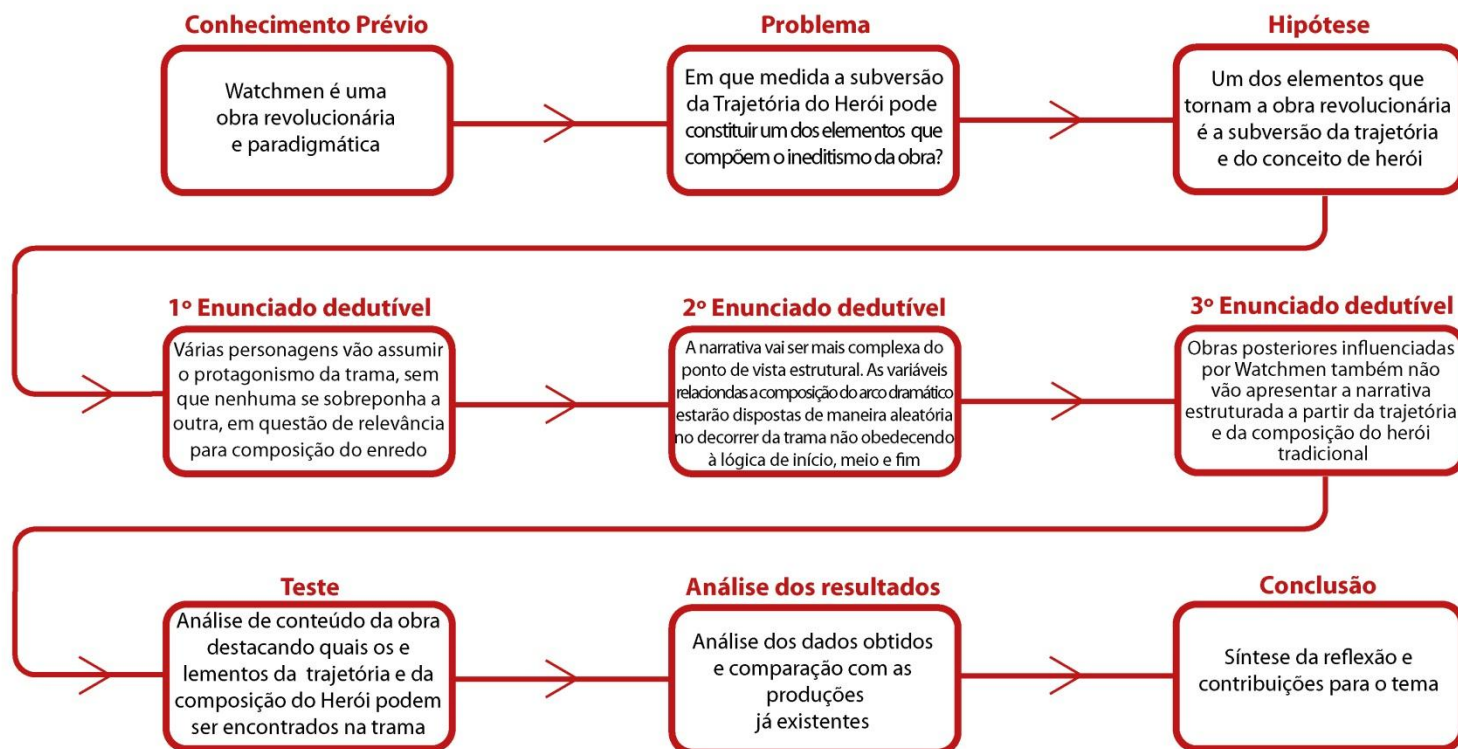 Conhecimento Prévio
Watchmen é uma
obra revolucionária
e paradigmática
Problema
Em que medida a subversão
da Trajetória do Herói pode
constituir um dos elementos que
compõem o ineditismo da obra?
Hipótese
Um dos elementos que
tornam a obra revolucionária
é a subversão da trajetória
e do conceito de herói
1º Enunciado dedutível
Várias personagens vão assumir
o protagonismo da trama, sem
que nenhuma se sobreponha a
outra, em questão de relevância
para composição do enredo
2º Enunciado dedutível
A narrativa vai ser mais complexa do
ponto de vista estrutural. As variáveis
relaciondas a composição do arco dramático
estarão dispostas de maneira aleatória
no decorrer da trama não obedecendo
à lógica de início, meio e fim
3º Enunciado dedutível
Obras posteriores influenciadas
por Watchmen também não
vão apresentar a narrativa
estruturada a partir da trajetória
e da composição do herói
tradicional
Teste
Análise de conteúdo da obra
destacando quais os e
lementos da trajetória e da
composição do Herói podem
ser encontrados na trama
Análise dos resultados
Análise dos dados obtidos
e comparação com as
produções
já existentes
Conclusão
Síntese da reflexão e
contribuições para o tema